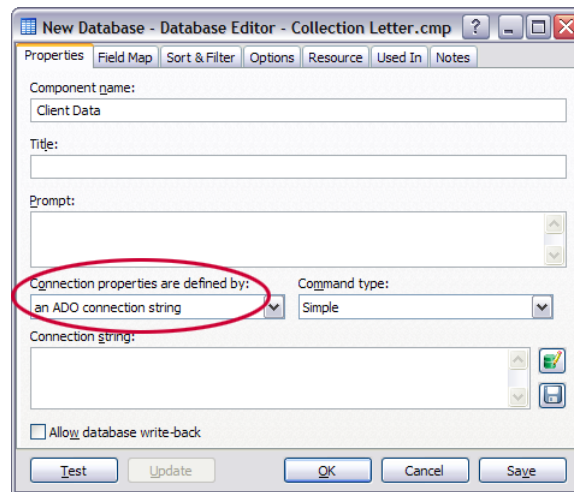 New Database - Database Editor - Collection Letter.cmp
Properties Field Map Sort & Filter Options Resource Used In Notes
Component name:
Client Data
Title:
Prompt:
Connection properties are defined by: Command type:
an ADO connection string Simple
Connection string:
Allow database write-back
Test Update OK Cancel Save